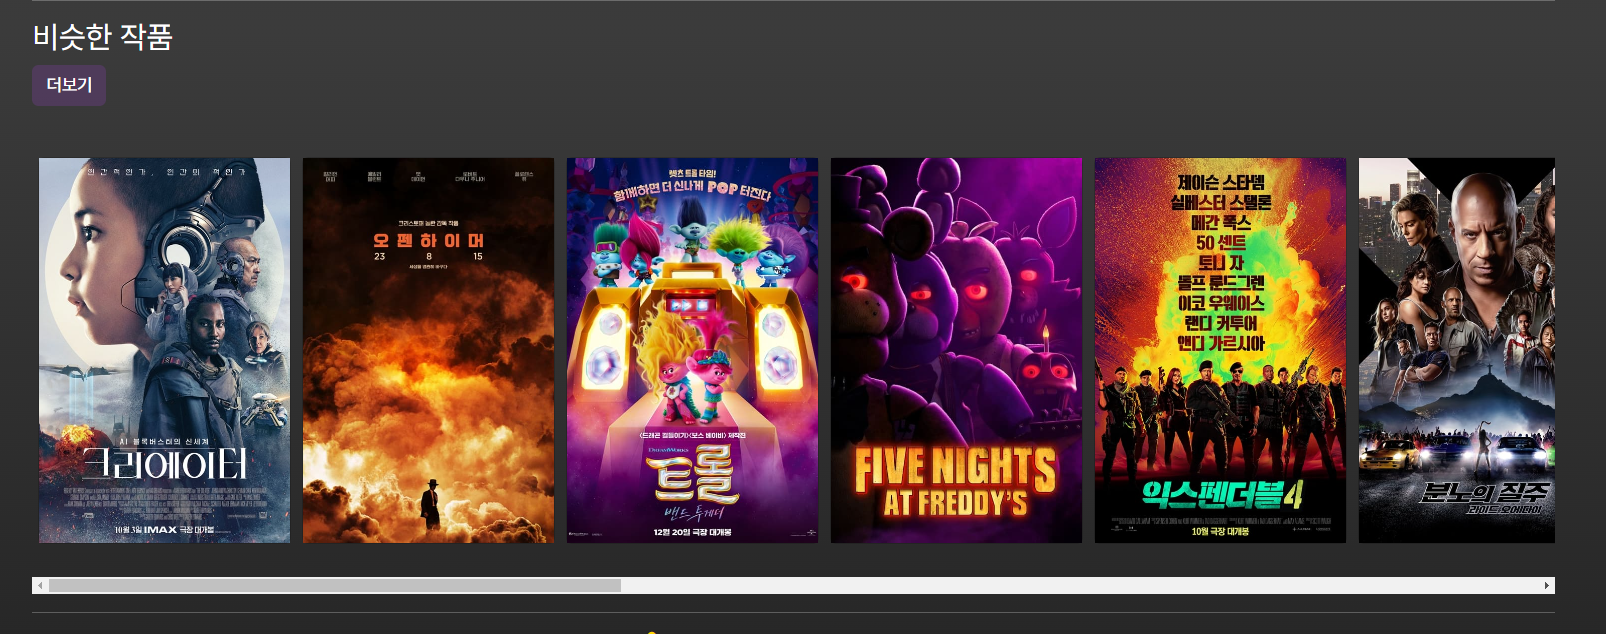 비슷한 작품
더보기
인간적인가, 인간의 적인가
AI 블록버스터의 신세계
크리에이터
10월 3일 IMAX 극장 대개봉
크리스토퍼 놀란 감독 작품
오펜하이머
23 8 15
렛츠 트롤 타임!
함께하면 더 신나게 POP 터진다
DREAMWORKS
트롤
밴드 투게더
12월 20일 극장 대개봉
FIVE NIGHTS
AT FREDDY'S
제이슨 스타뎀
실베스터 스탤론
메간 폭스
50 센트
토니 자
돌프 룬드그렌
이코 우웨이스
랜디 커투어
앤디 가르시아
익스펜더블4
10월 극장 대개봉
분노의 질주
라이드 오어 다이